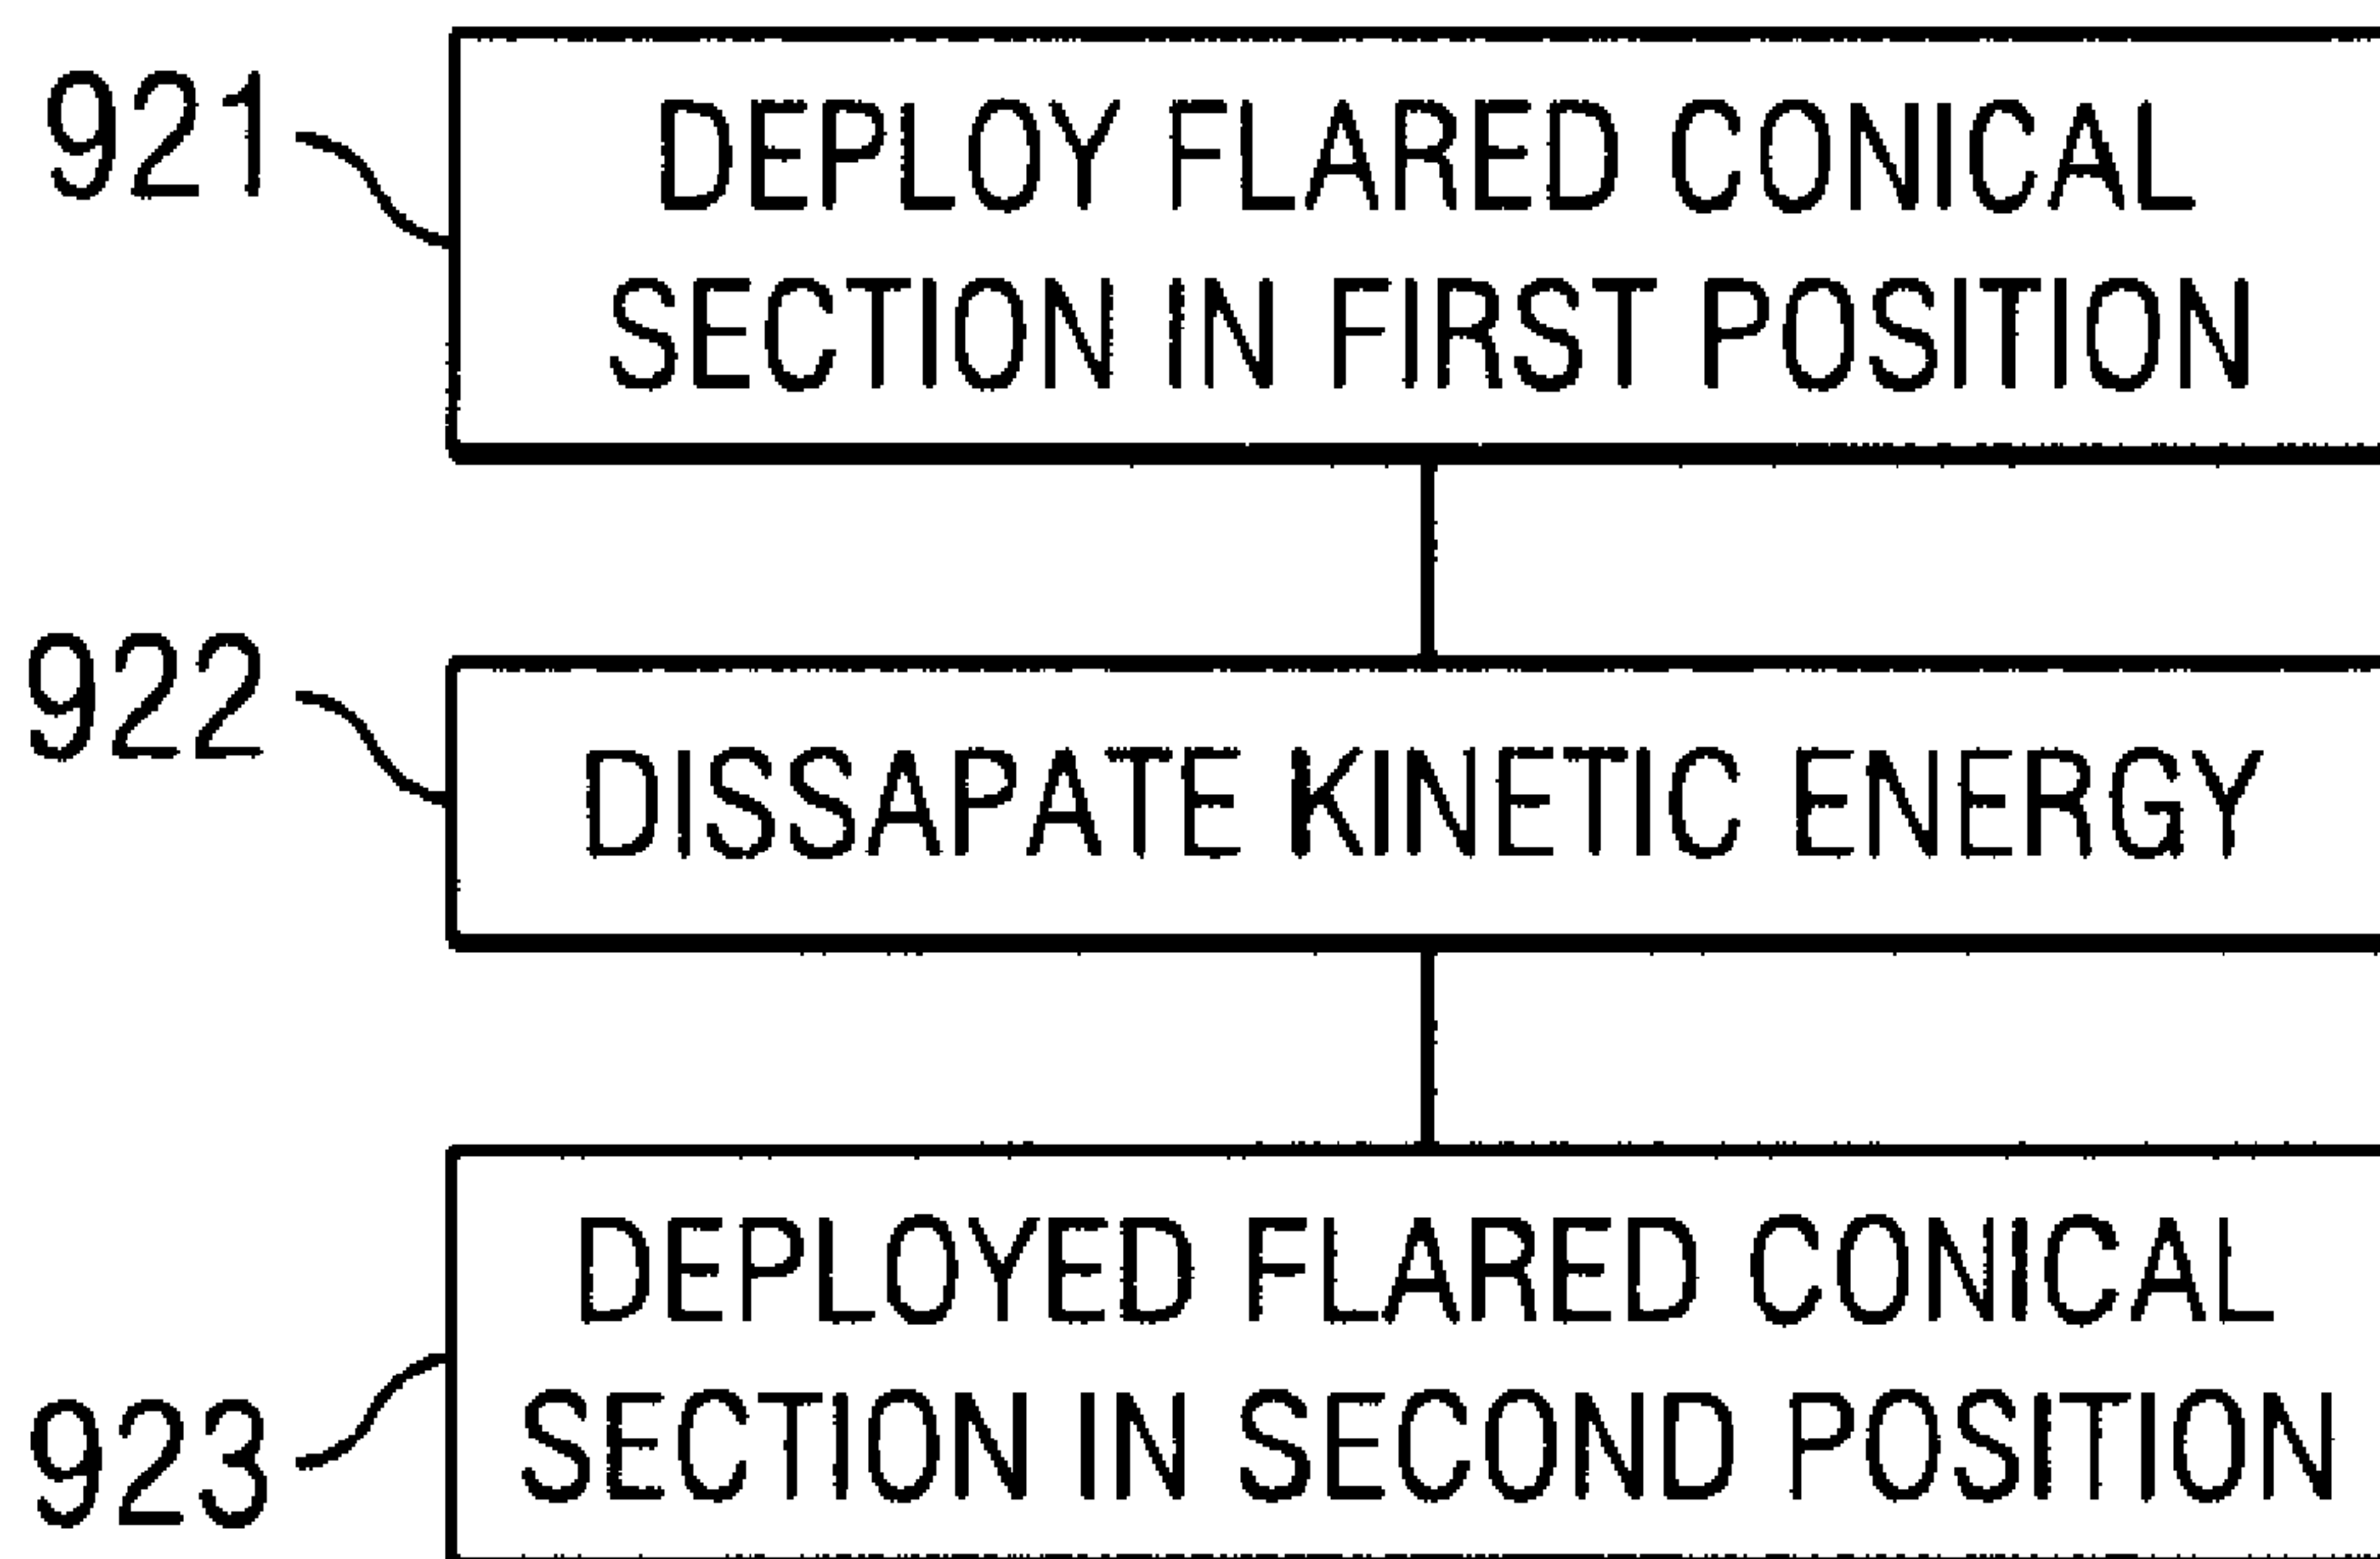 921
DEPLOY FLARED CONICAL
SECTION IN FIRST POSITION
922
DISSAPATE KINETIC ENERGY
DEPLOYED FLARED CONICAL
SECTION IN SECOND POSITION
923